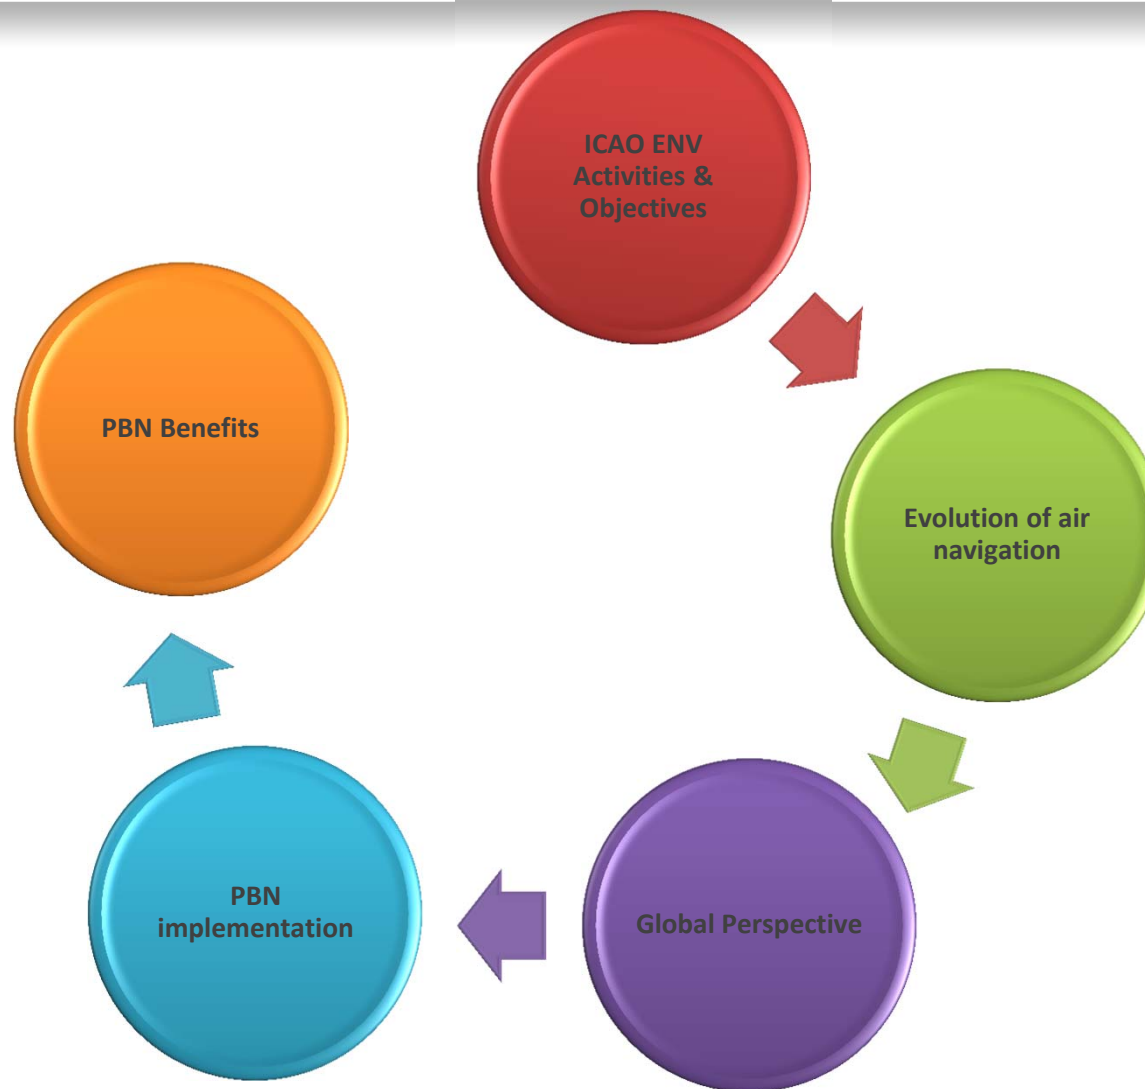 ICAO ENV
Activities &
Objectives
Evolution of air
navigation
Global Perspective
PBN
implementation
PBN Benefits